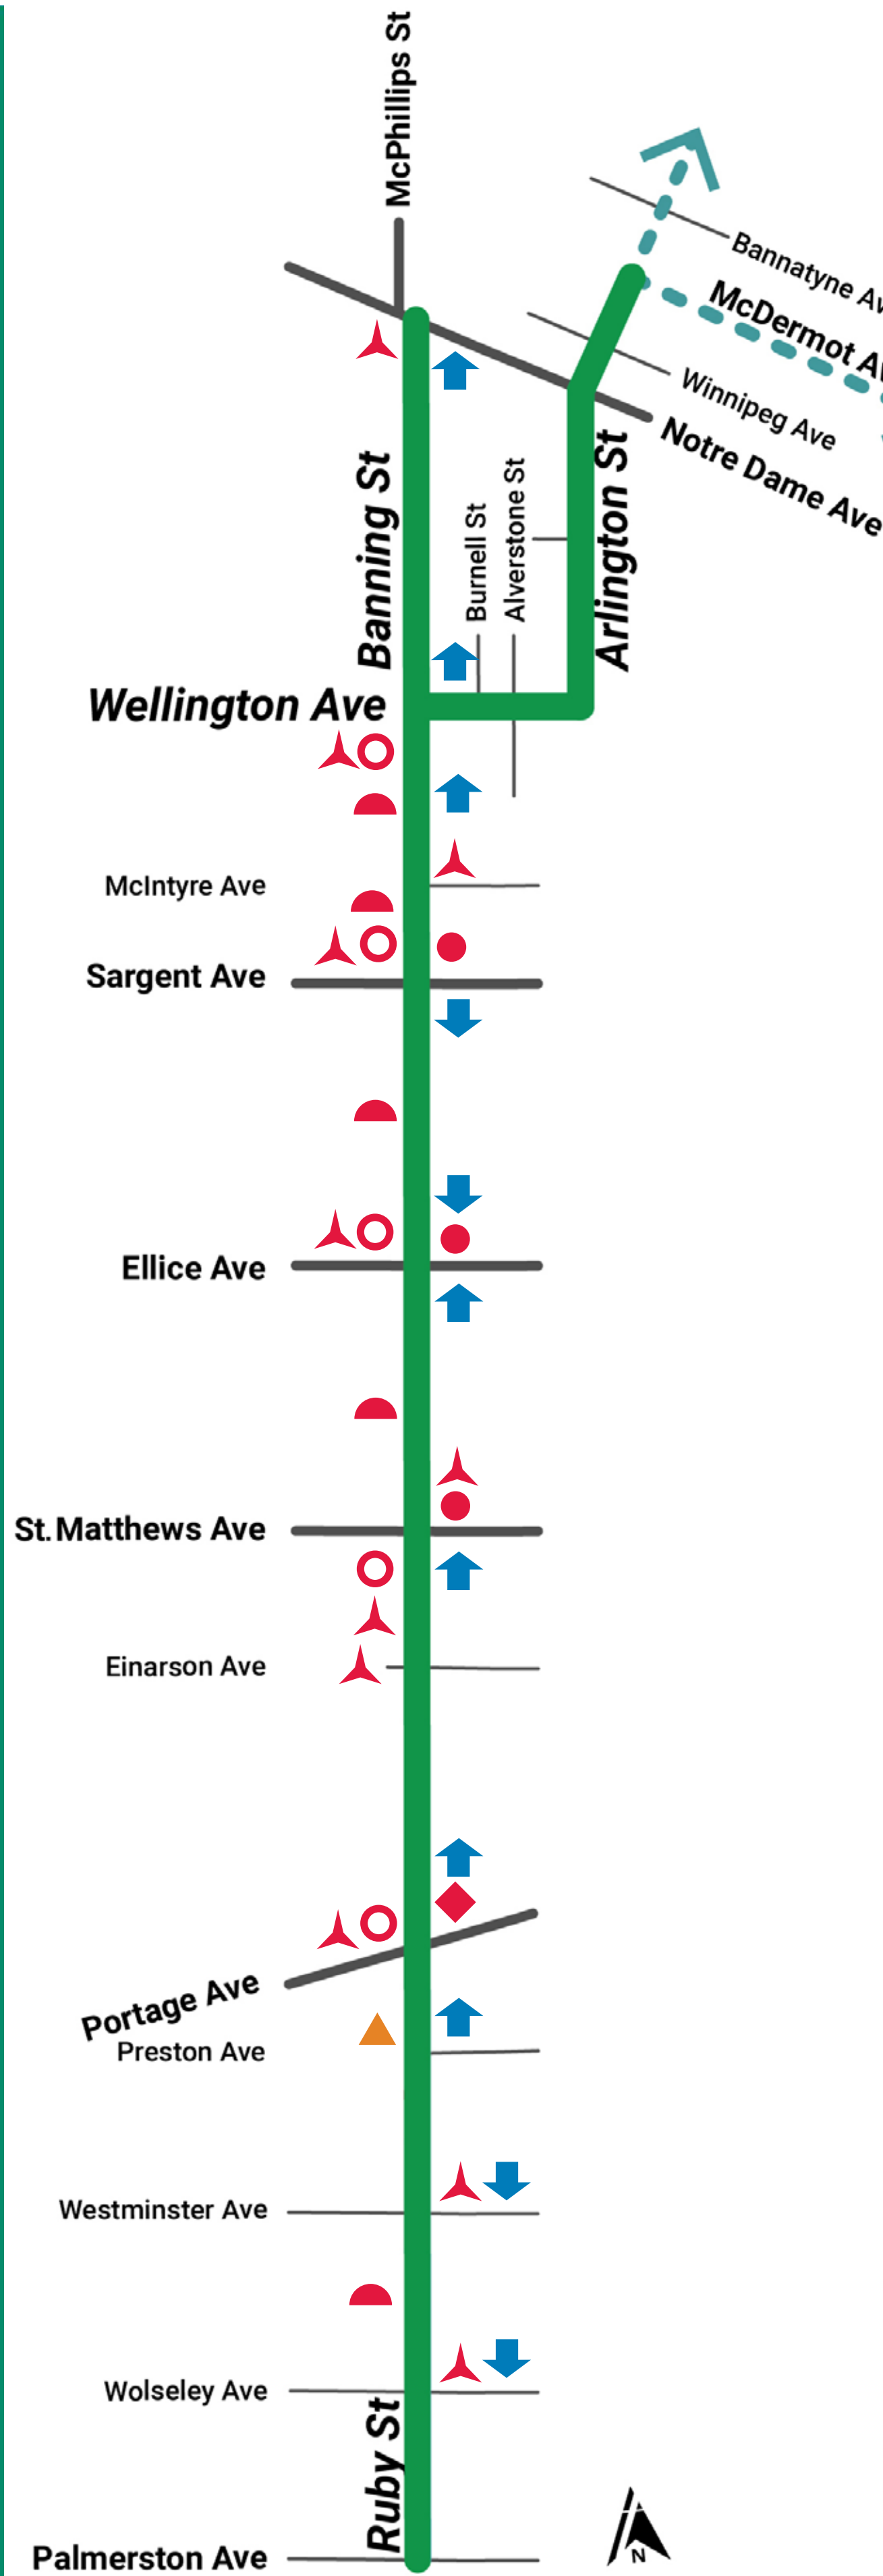 McPhillips St
Bannatyne Av
McDermot A
Winnipeg Ave
Notre Dame Ave
Banning St
Burnell St
Alverstone St
Arlington St
Wellington Ave
McIntyre Ave
Sargent Ave
Ellice Ave
St. Matthews Ave
Einarson Ave
Portage Ave
Preston Ave
Westminster Ave
Wolseley Ave
Ruby St
Palmerston Ave
N